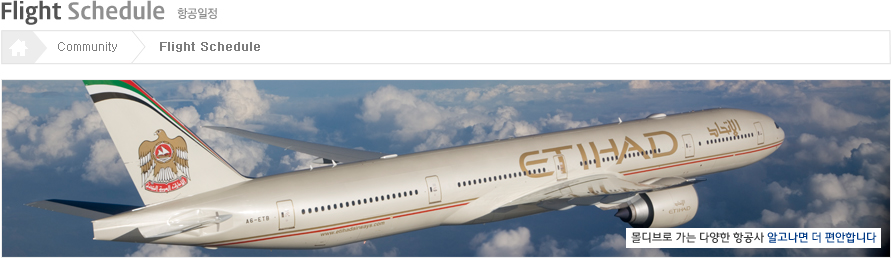 Flight Schedule 항공일정
Community Flight Schedule
ETIHAD الإتحاد
A6-ETB
www.etihadairways.com
몰디브로 가는 다양한 항공사 알고나면 더 편안합니다